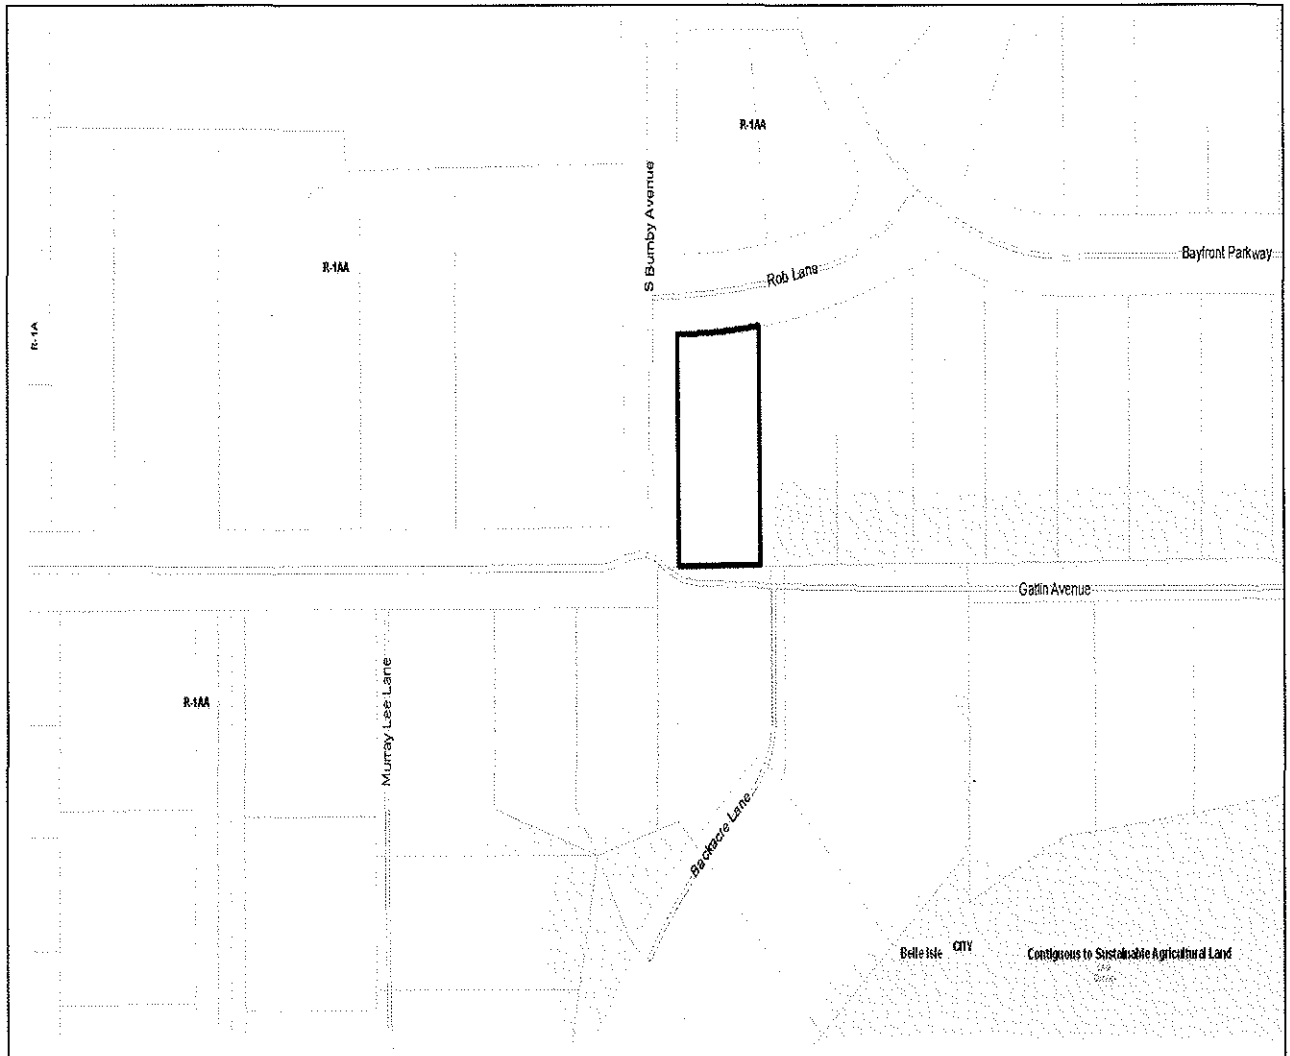 R-1AA
S Bumby Avenue
Bayfront Parkway
R-1AA
Rob Lane
R-1A
Gatlin Avenue
R-1AA
Murray Lee Lane
Backacre Lane
Belle Isle
CITY
Contiguous to Sustainable Agricultural Land